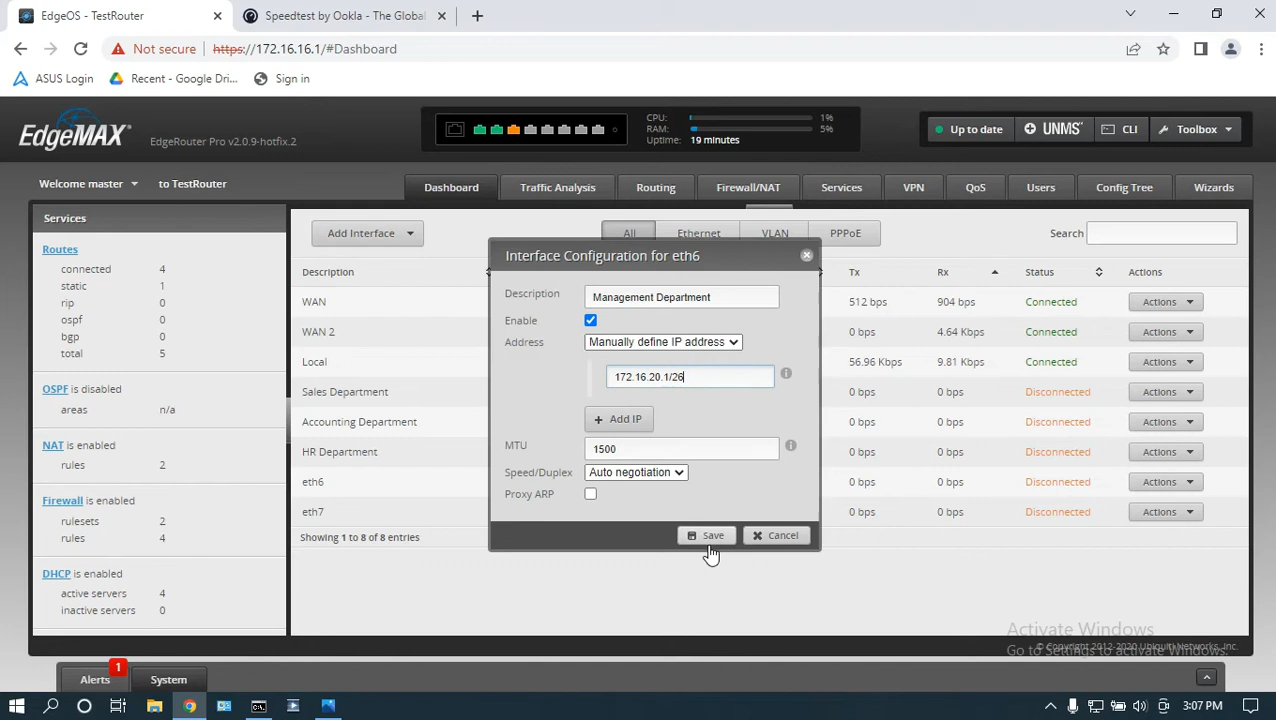 EdgeOS - TestRouter
Speedtest by Ookla - The Global
Not secure
https://172.16.16.1/#Dashboard
ASUS Login
Recent - Google Dri...
Sign in
EdgeMAX
EdgeRouter Pro v2.0.9-hotfix.2
CPU: 1%
RAM: 5%
Uptime: 19 minutes
Up to date
UNMS
CLI
Toolbox
Welcome master
to TestRouter
Dashboard
Traffic Analysis
Routing
Firewall/NAT
Services
VPN
QoS
Users
Config Tree
Wizards
Services
Routes
connected 4
static 1
rip 0
ospf 0
bgp 0
total 5
OSPF is disabled
areas n/a
NAT is enabled
rules 2
Firewall is enabled
rulesets 2
rules 4
DHCP is enabled
active servers 4
inactive servers 0
Add Interface
All
Ethernet
VLAN
PPPoE
Search
Description Tx Rx Status Actions
WAN 512 bps 904 bps Connected Actions
WAN 2 0 bps 4.64 Kbps Connected Actions
Local 56.96 Kbps 9.81 Kbps Connected Actions
Sales Department 0 bps 0 bps Disconnected Actions
Accounting Department 0 bps 0 bps Disconnected Actions
HR Department 0 bps 0 bps Disconnected Actions
eth6 0 bps 0 bps Disconnected Actions
eth7 0 bps 0 bps Disconnected Actions
Showing 1 to 8 of 8 entries
Interface Configuration for eth6
Description Management Department
Enable
Address Manually define IP address
172.16.20.1/26
Add IP
MTU 1500
Speed/Duplex Auto negotiation
Proxy ARP
Save
Cancel
Activate Windows
Go to Settings to activate Windows.
© Copyright 2012-2020 Ubiquiti Networks, Inc.
Alerts 1
System
3:07 PM